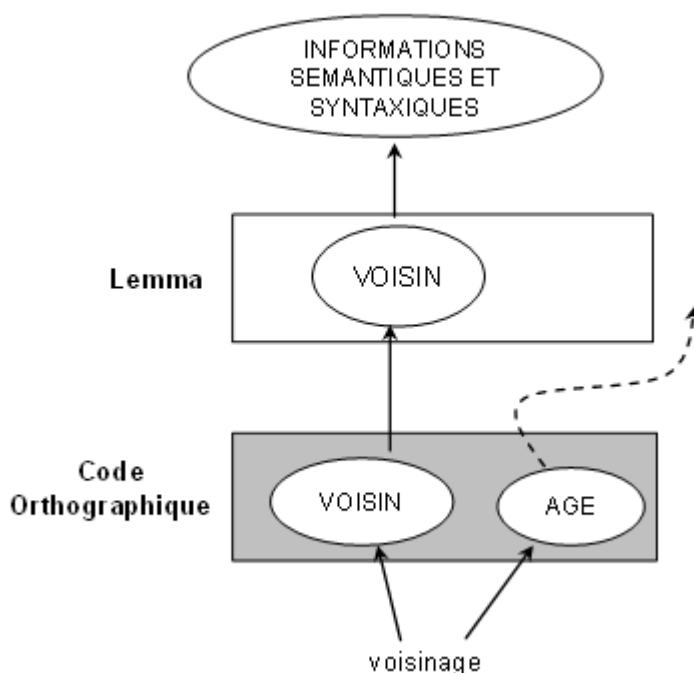 INFORMATIONS
SEMANTIQUES ET
SYNTAXIQUES
Lemma
VOISIN
Code
Orthographique
VOISIN
AGE
voisinage